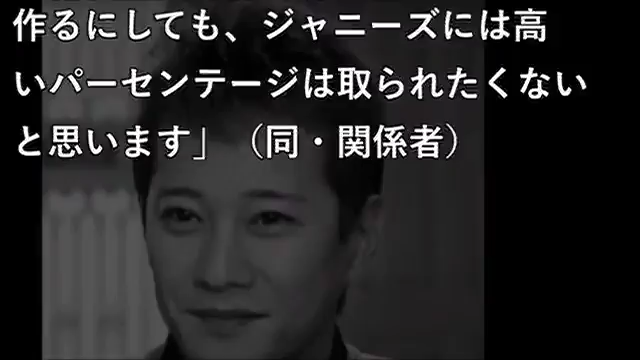 作るにしても、ジャニーズには高
いパーセンテージは取られたくない
と思います」（同・関係者）